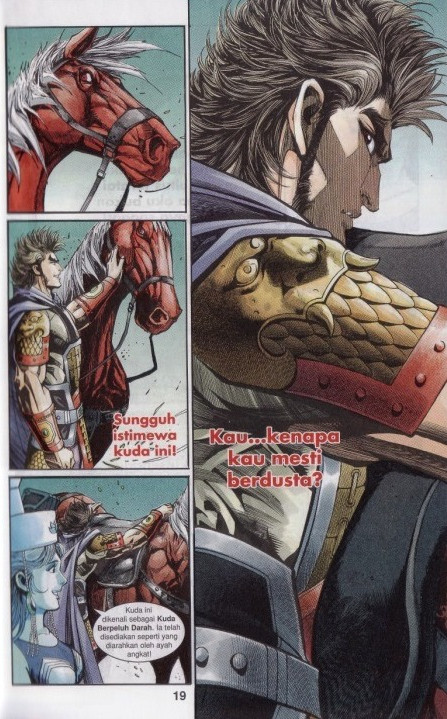 Sungguh
istimewa
kuda ini!
Kuda ini
dikenali sebagai Kuda
Berpeluh Darah. Ia telah
disediakan seperti yang
diarahkan oleh ayah
angkat!
Kau...kenapa
kau mesti
berdusta?
19